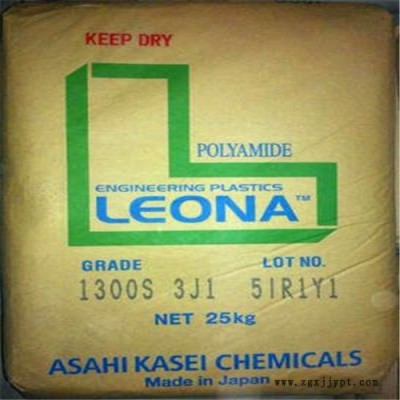 KEEP DRY
POLYAMIDE
ENGINEERING PLASTICS
LEONA™
GRADE LOT NO.
1300S 3J1 5IR1Y1
NET 25kg
ASAHI KASEI CHEMICALS
Made in Japan
www.zgxjjypt.com